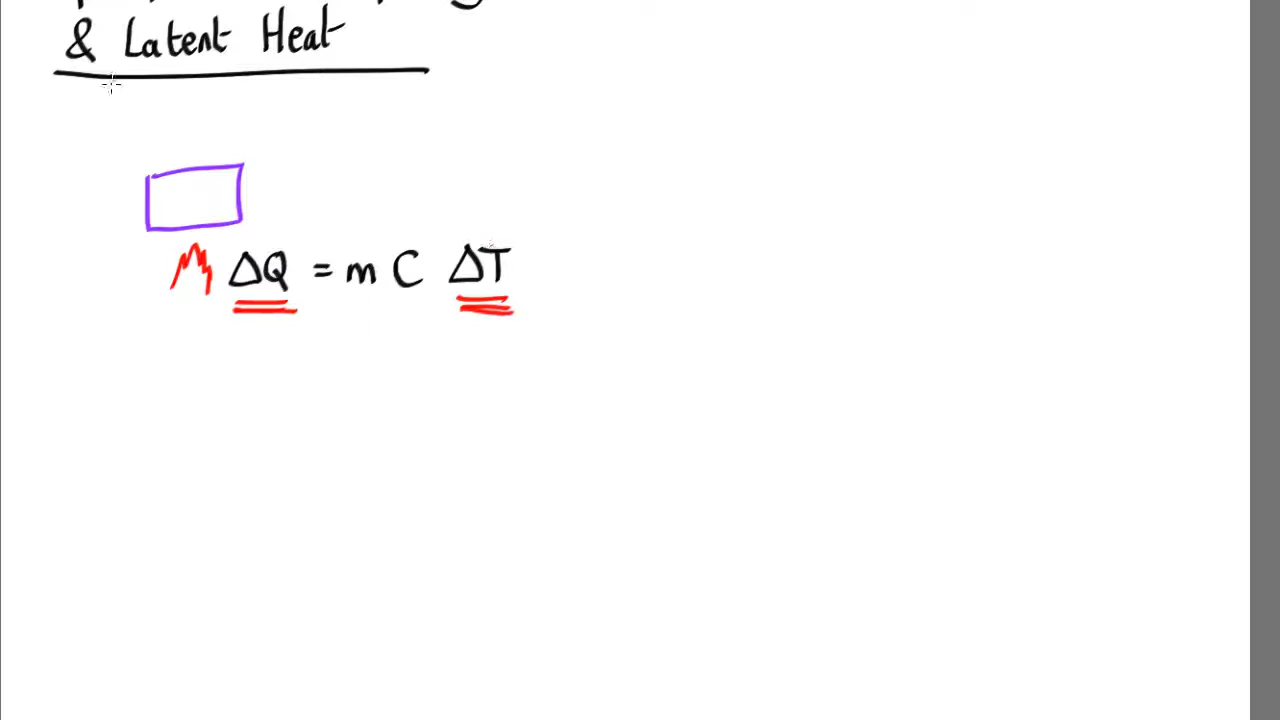 & Latent Heat
ΔQ = m C ΔT